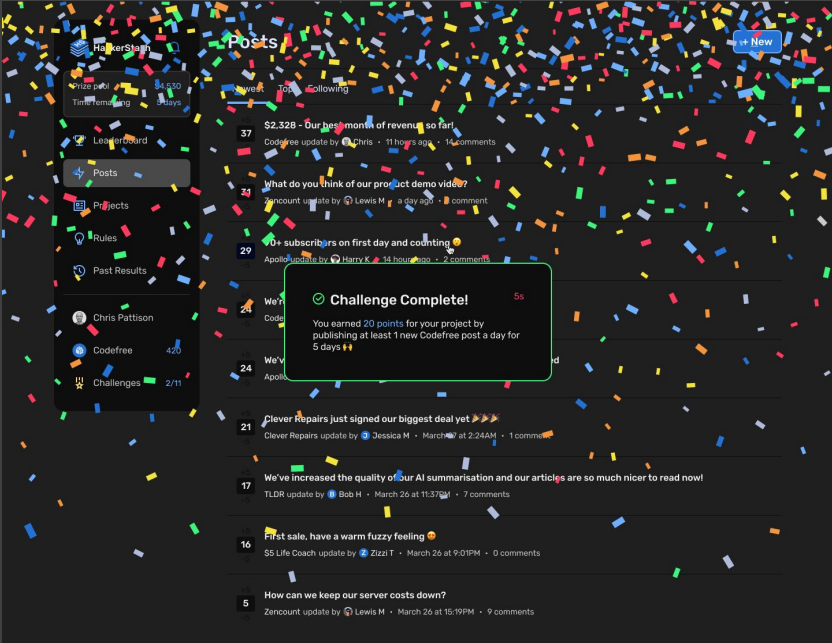 HackerStash
Prize pool $4,530
Time remaining 5 days
Leaderboard
Posts
Projects
Rules
Past Results
Chris Pattison
Codefree 420
Challenges 2/11
Posts
+ New
Newest Top Following
37
$2,328 - Our best month of revenue so far!
Codefree update by Chris • 11 hours ago • 14 comments
31
What do you think of our product demo video?
Zencount update by Lewis M a day ago • comment
29
subscribers on first day and counting 😮
Apollo update by Harry K • 14 hours ago • 2 comments
24
We're
Code
24
We'v
Apollo
Challenge Complete!
5s
You earned 20 points for your project by
publishing at least 1 new Codefree post a day for
5 days 🙌
21
Clever Repairs just signed our biggest deal yet 🎉🎉🎉
Clever Repairs update by J Jessica M • March at 2:24AM • 1 comment
17
We've increased the quality of our AI summarisation and our articles are so much nicer to read now!
TLDR update by B Bob H • March 26 at 11:37PM • 7 comments
16
First sale, have a warm fuzzy feeling 😍
$5 Life Coach update by Z Zizzi T • March 26 at 9:01PM • 0 comments
5
How can we keep our server costs down?
Zencount update by Lewis M • March 26 at 15:19PM • 9 comments